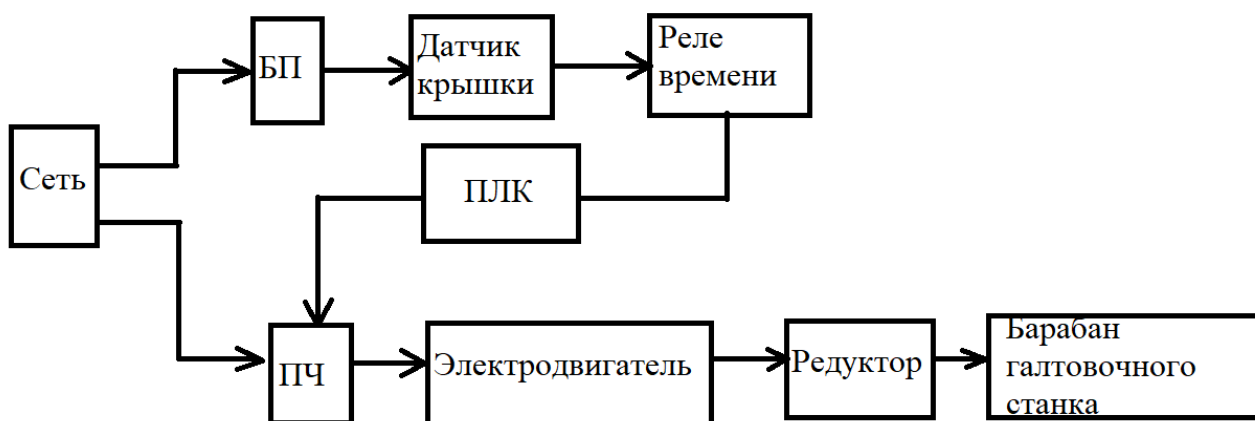 БП
Датчик
крышки
Реле
времени
Сеть
ПЛК
ПЧ
Электродвигатель
Редуктор
Барабан
галтовочного
станка